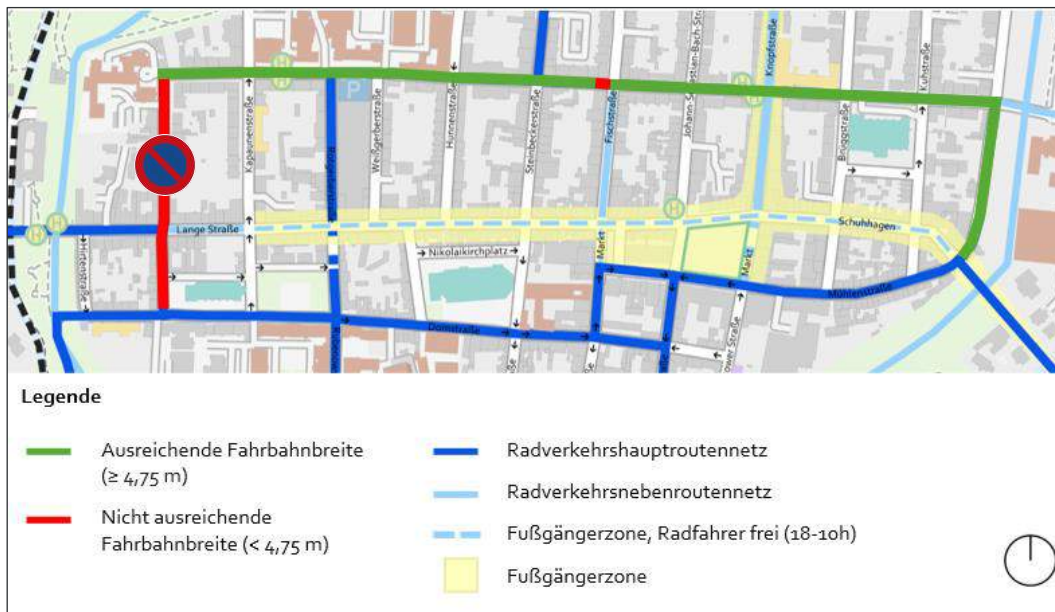 H
H
Knopfstraße
Johann-Sebastian-Bach-Straße
Kuhstraße
P
H
Kapaunenstraße
Weißgerberstraße
Hunnenstraße
Steinbeckerstraße
Fischstraße
Bruggstraße
H
H
Lange Straße
H
Schuhhagen
Nikolaikirchplatz
Markt
Markt
Mühlenstraße
Domstraße
Legende
Ausreichende Fahrbahnbreite
(≥ 4,75 m)
Nicht ausreichende
Fahrbahnbreite (< 4,75 m)
Radverkehrshauptroutennetz
Radverkehrsnebenroutennetz
Fußgängerzone, Radfahrer frei (18-10h)
Fußgängerzone